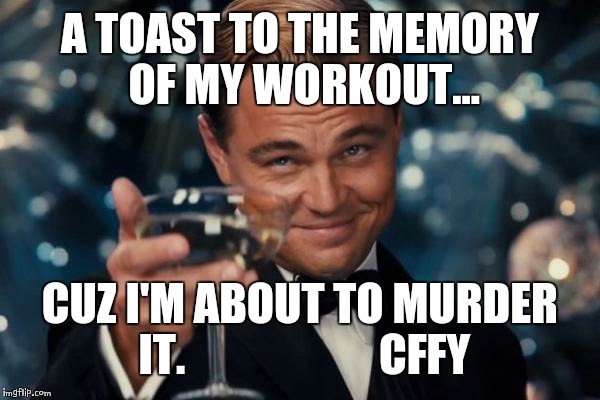 A TOAST TO THE MEMORY
OF MY WORKOUT...
CUZ I'M ABOUT TO MURDER
IT. CFFY
imgflip.com